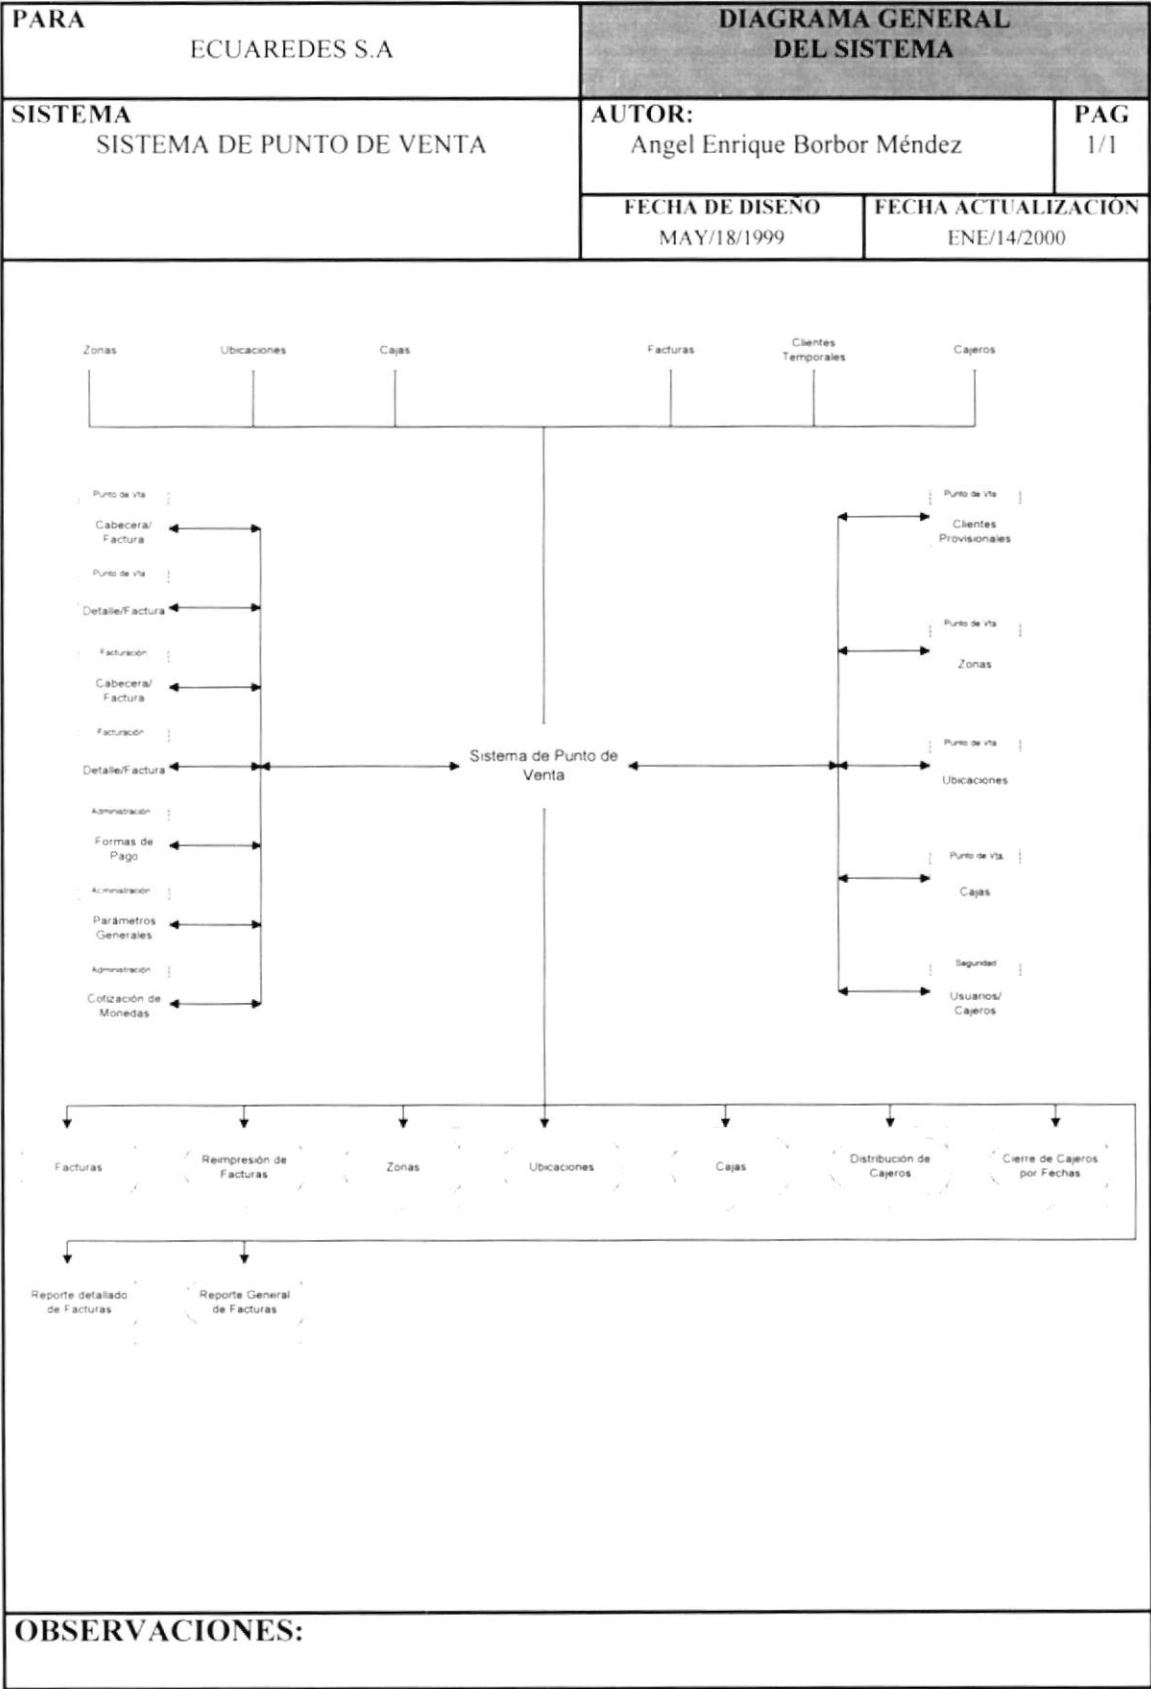 PARA
ECUAREDES S.A
DIAGRAMA GENERAL
DEL SISTEMA
SISTEMA
SISTEMA DE PUNTO DE VENTA
AUTOR:
Angel Enrique Borbor Méndez
PAG
1/1
FECHA DE DISEÑO
MAY/18/1999
FECHA ACTUALIZACIÓN
ENE/14/2000
Zonas
Ubicaciones
Cajas
Facturas
Clientes
Temporales
Cajeros
Punto de Vta
Cabecera/
Factura
Punto de Vta
Detalle/Factura
Facturación
Cabecera/
Factura
Facturación
Detalle/Factura
Administración
Formas de
Pago
Administración
Parámetros
Generales
Administración
Cotización de
Monedas
Sistema de Punto de
Venta
Punto de Vta
Clientes
Provisionales
Punto de Vta
Zonas
Punto de Vta
Ubicaciones
Punto de Vta.
Cajas
Seguridad
Usuarios/
Cajeros
Facturas
Reimpresión de
Facturas
Zonas
Ubicaciones
Cajas
Distribución de
Cajeros
Cierre de Cajeros
por Fechas
Reporte detallado
de Facturas
Reporte General
de Facturas
OBSERVACIONES: